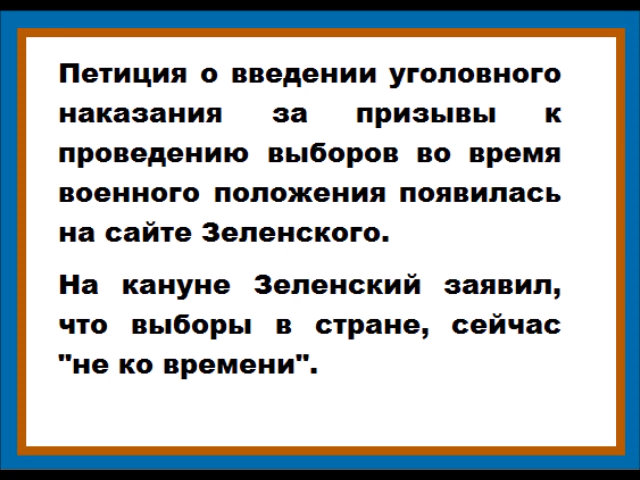 Петиция о введении уголовного
наказания за призывы к
проведению выборов во время
военного положения появилась
на сайте Зеленского.
На кануне Зеленский заявил,
что выборы в стране, сейчас
"не ко времени".